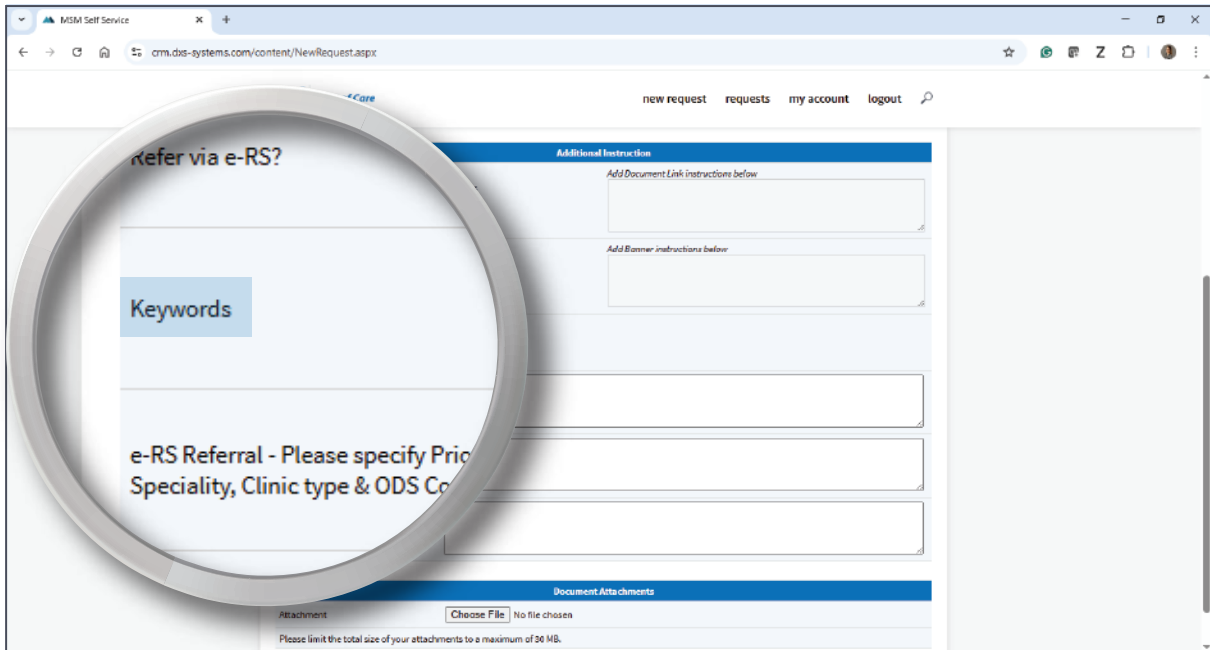 MSM Self Service
crm.dxs-systems.com/content/NewRequest.aspx
of Care
new request requests my account logout
Refer via e-RS?
Additional Instruction
Add Document Link instructions below
Add Banner instructions below
Keywords
e-RS Referral - Please specify
Speciality, Clinic type & ODS
Document Attachments
Attachment Choose File No file chosen
Please limit the total size of your attachments to a maximum of 30 MB.